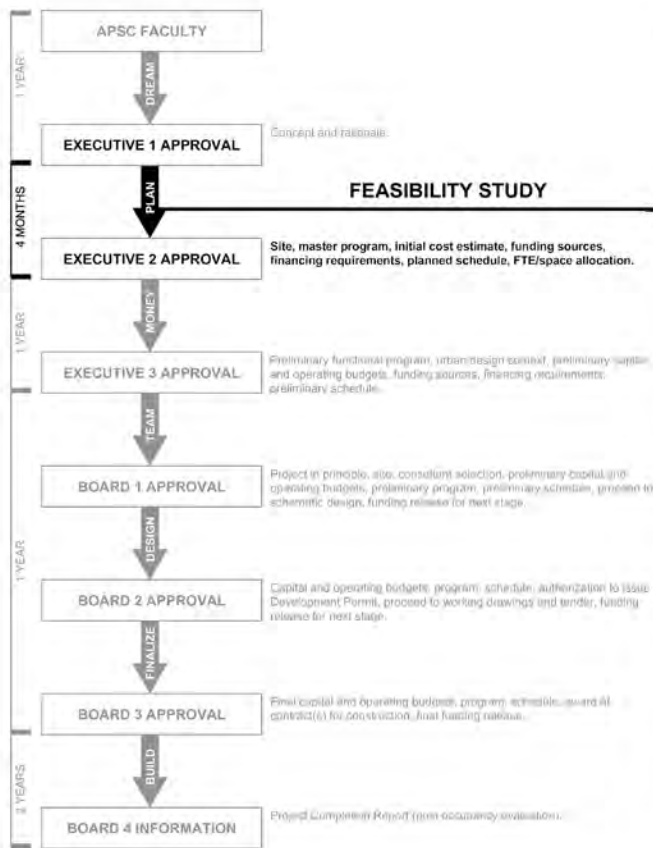 APSC FACULTY
1 YEAR
DREAM
EXECUTIVE 1 APPROVAL
Concept and rationale.
4 MONTHS
PLAN
FEASIBILITY STUDY
EXECUTIVE 2 APPROVAL
Site, master program, initial cost estimate, funding sources,
financing requirements, planned schedule, FTE/space allocation.
1 YEAR
MONEY
EXECUTIVE 3 APPROVAL
Preliminary functional program, urban design context, preliminary capital
and operating budgets, funding sources, financing requirements,
preliminary schedule.
1 YEAR
TEAM
BOARD 1 APPROVAL
Project in principle, site, consultant selection, preliminary capital and
operating budgets, preliminary program, preliminary schedule, proceed to
schematic design, funding release for next stage.
DESIGN
BOARD 2 APPROVAL
Capital and operating budgets, program, schedule, authorization to issue
Development Permit, proceed to working drawings and tender, funding
release for next stage.
FINALIZE
BOARD 3 APPROVAL
Final capital and operating budgets, program, schedule, award of
contract(s) for construction, final funding release.
2 YEARS
BUILD
BOARD 4 INFORMATION
Project Completion Report (post occupancy evaluation).